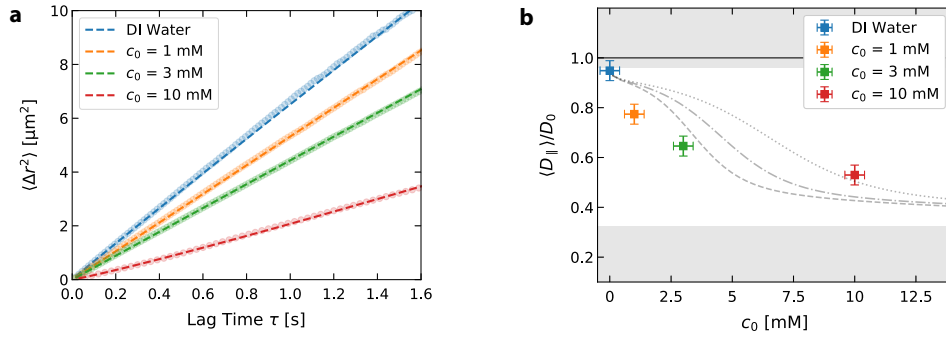 a
⟨Δr²⟩ [µm²]
10
8
6
4
2
0
DI Water
c₀ = 1 mM
c₀ = 3 mM
c₀ = 10 mM
0.0 0.2 0.4 0.6 0.8 1.0 1.2 1.4 1.6
Lag Time τ [s]
b
⟨D∥⟩/D₀
1.0
0.8
0.6
0.4
0.2
DI Water
c₀ = 1 mM
c₀ = 3 mM
c₀ = 10 mM
0 2.5 5 7.5 10 12.5
c₀ [mM]